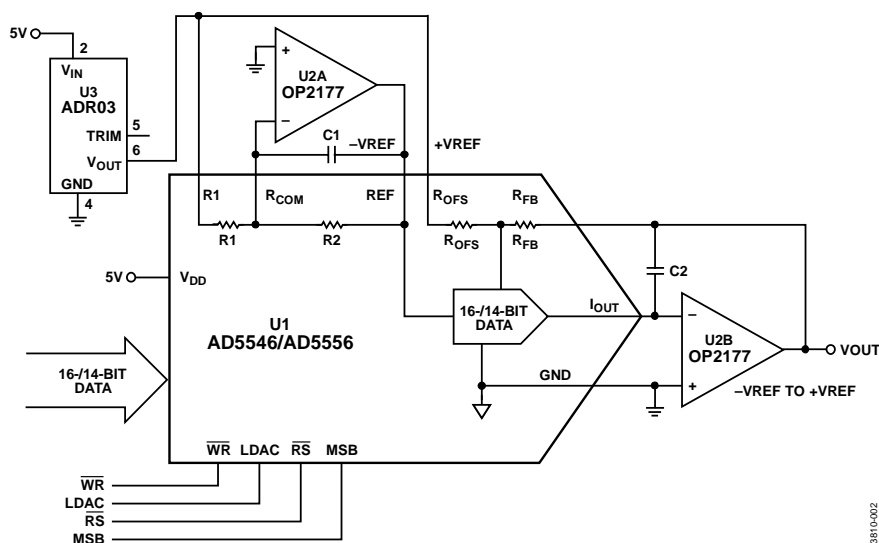 5V
2
VIN
U3
ADR03
TRIM
5
VOUT
6
GND
4
+
U2A
OP2177
−
C1
−VREF
+VREF
R1
RCOM
REF
ROFS
RFB
R1
R2
ROFS
RFB
5V
VDD
C2
16-/14-BIT
DATA
IOUT
U1
AD5546/AD5556
−
U2B
OP2177
+
VOUT
16-/14-BIT
DATA
GND
−VREF TO +VREF
WR
LDAC
RS
MSB
WR
LDAC
RS
MSB
3810-002